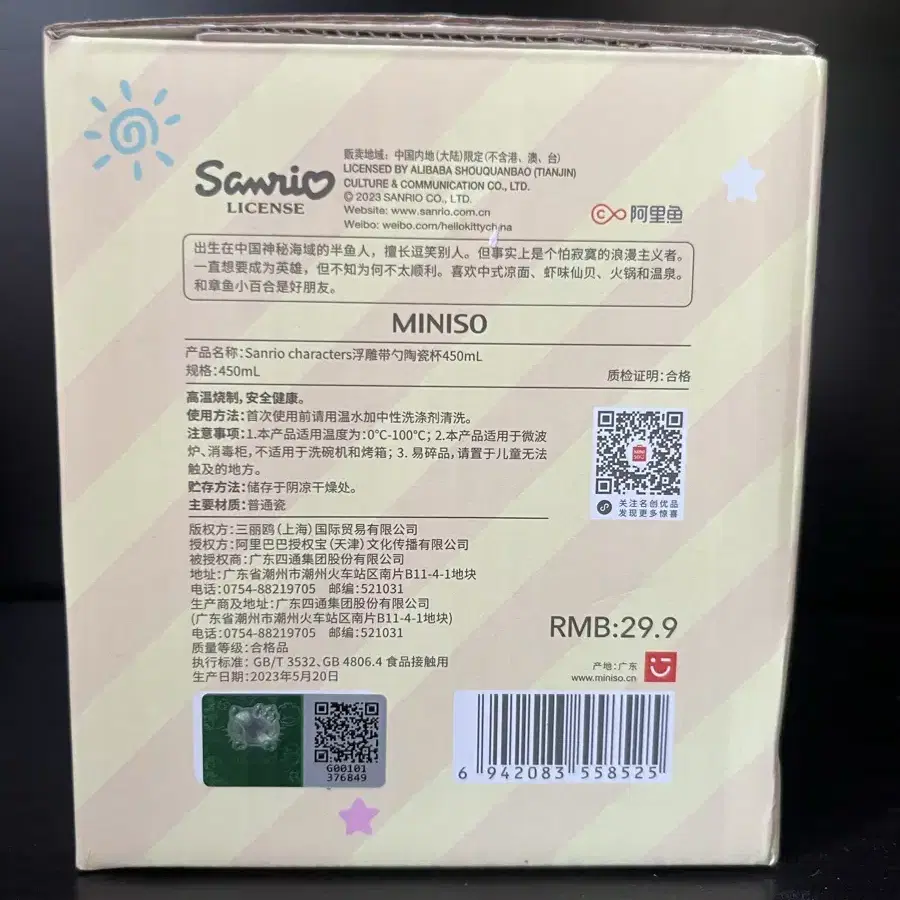 Sanrio
LICENSE
贩卖地域：中国内地(大陆)限定(不含港、澳、台)
LICENSED BY ALIBABA SHOUQUANBAO (TIANJIN)
CULTURE & COMMUNICATION CO., LTD.
© 2023 SANRIO CO., LTD.
Website: www.sanrio.com.cn
Weibo: weibo.com/hellokittychina
阿里鱼
出生在中国神秘海域的半鱼人，擅长逗笑别人。但事实上是个怕寂寞的浪漫主义者。
一直想要成为英雄，但不知为何不太顺利。喜欢中式凉面、虾味仙贝、火锅和温泉。
和章鱼小百合是好朋友。
MINISO
产品名称：Sanrio characters浮雕带勺陶瓷杯450mL
规格：450mL
质检证明：合格
高温烧制，安全健康。
使用方法：首次使用前请用温水加中性洗涤剂清洗。
注意事项：1.本产品适用温度为：0°C-100°C；2.本产品适用于微波
炉、消毒柜，不适用于洗碗机和烤箱；3. 易碎品，请置于儿童无法
触及的地方。
贮存方法：储存于阴凉干燥处。
主要材质：普通瓷
关注名创优品
发现更多惊喜
版权方：三丽鸥(上海)国际贸易有限公司
授权方：阿里巴巴授权宝(天津)文化传播有限公司
被授权商：广东四通集团股份有限公司
地址：广东省潮州市潮州火车站区南片B11-4-1地块
电话：0754-88219705 邮编：521031
生产商及地址：广东四通集团股份有限公司
(广东省潮州市潮州火车站区南片B11-4-1地块)
电话：0754-88219705 邮编：521031
质量等级：合格品
执行标准：GB/T 3532、GB 4806.4 食品接触用
生产日期：2023年5月20日
RMB:29.9
产地：广东
www.miniso.cn
G00101
376849
6 942083 558525